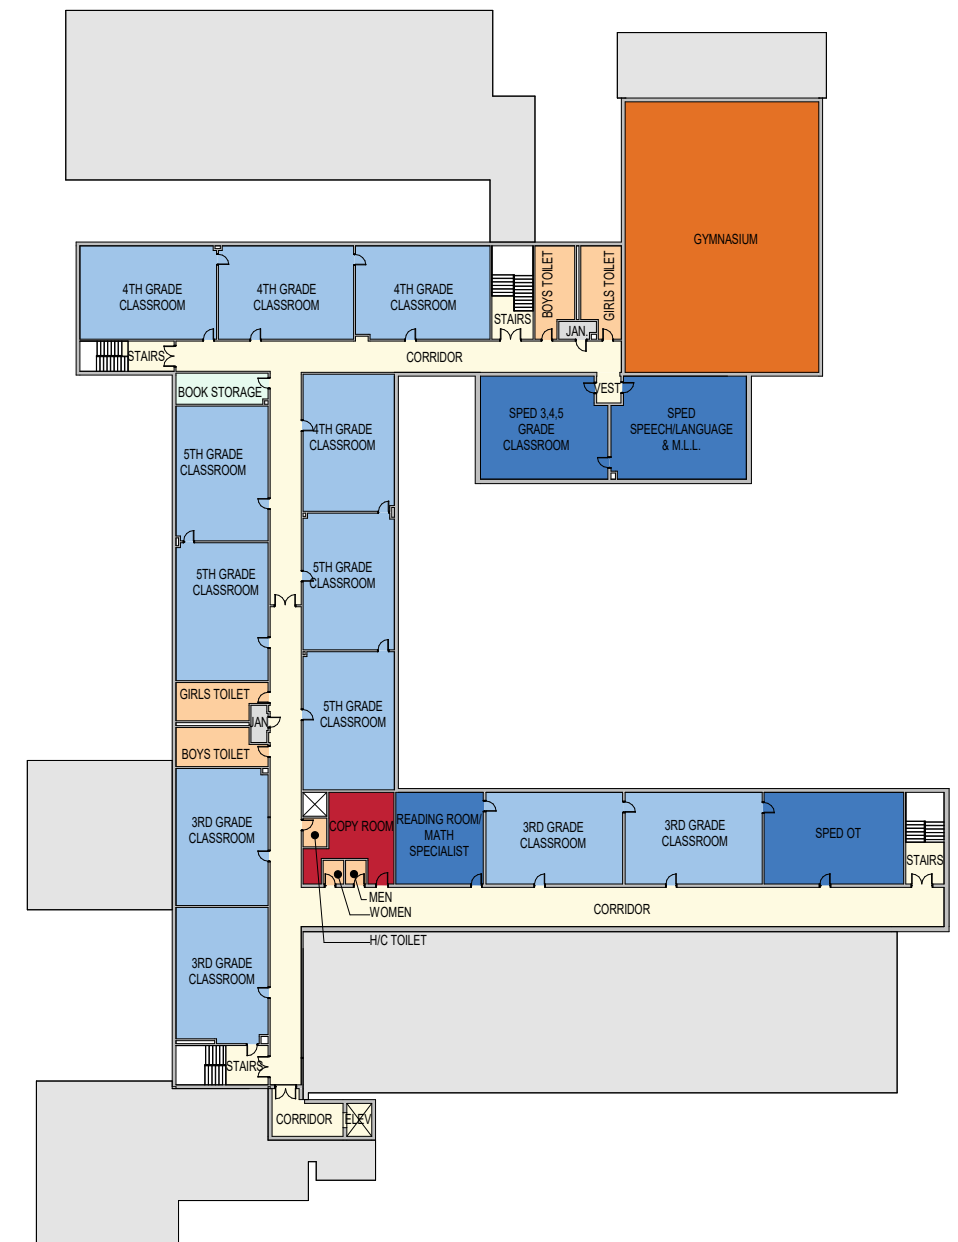 GYMNASIUM
4TH GRADE
CLASSROOM
4TH GRADE
CLASSROOM
4TH GRADE
CLASSROOM
STAIRS
BOYS TOILET
GIRLS TOILET
JAN.
STAIRS
CORRIDOR
VEST.
BOOK STORAGE
SPED 3,4,5
GRADE
CLASSROOM
SPED
SPEECH/LANGUAGE
& M.L.L.
4TH GRADE
CLASSROOM
5TH GRADE
CLASSROOM
5TH GRADE
CLASSROOM
5TH GRADE
CLASSROOM
GIRLS TOILET
JAN.
BOYS TOILET
5TH GRADE
CLASSROOM
3RD GRADE
CLASSROOM
COPY ROOM
READING ROOM/
MATH
SPECIALIST
3RD GRADE
CLASSROOM
3RD GRADE
CLASSROOM
SPED OT
STAIRS
MEN
WOMEN
H/C TOILET
CORRIDOR
3RD GRADE
CLASSROOM
STAIRS
CORRIDOR
ELEV